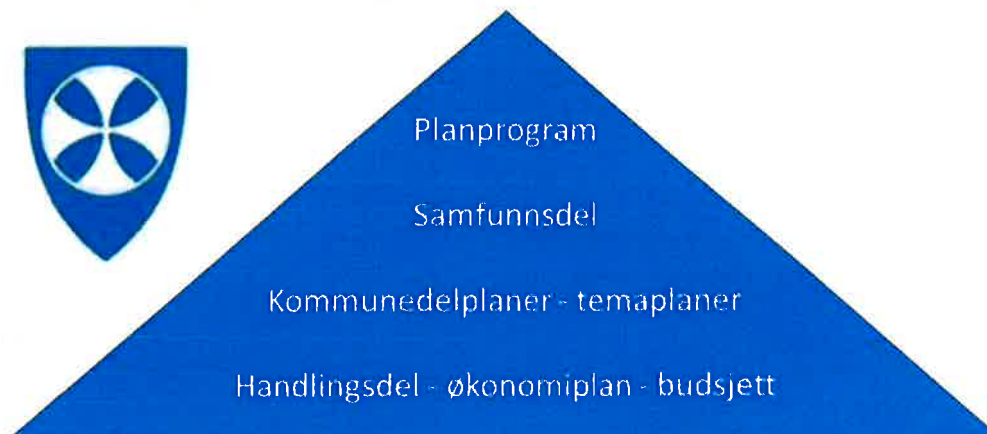 Planprogram
Samfunnsdel
Kommunedelplaner - temaplaner
Handlingsdel - økonomiplan - budsjett